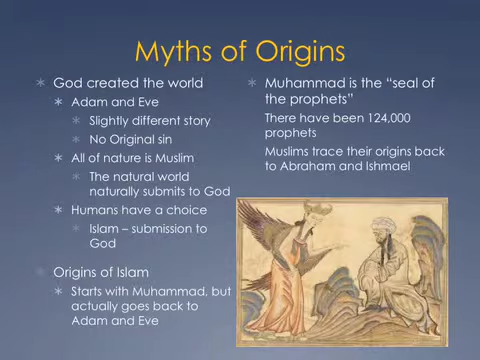 Myths of Origins
God created the world
Adam and Eve
Slightly different story
No Original sin
All of nature is Muslim
The natural world
naturally submits to God
Humans have a choice
Islam – submission to
God
Origins of Islam
Starts with Muhammad, but
actually goes back to
Adam and Eve
Muhammad is the “seal of
the prophets”
There have been 124,000
prophets
Muslims trace their origins back
to Abraham and Ishmael